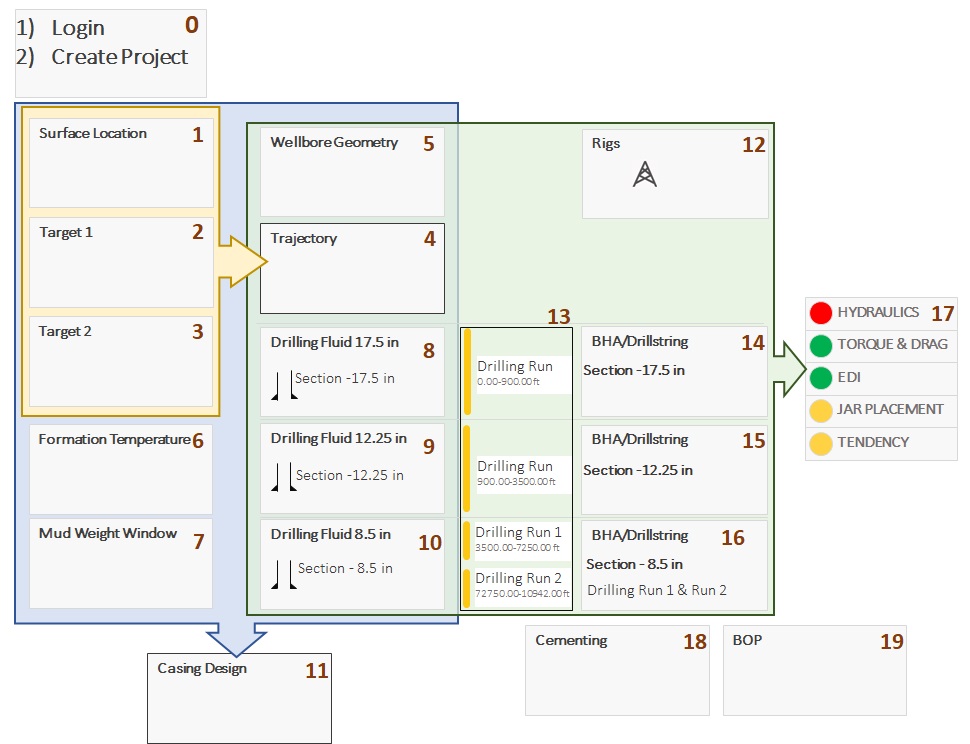 1) Login 0
2) Create Project
Surface Location 1
Target 1 2
Target 2 3
Formation Temperature 6
Mud Weight Window 7
Wellbore Geometry 5
Trajectory 4
Drilling Fluid 17.5 in 8
Section -17.5 in
Drilling Fluid 12.25 in 9
Section -12.25 in
Drilling Fluid 8.5 in 10
Section - 8.5 in
Rigs 12
13
Drilling Run
0.00-900.00ft
Drilling Run
900.00-3500.00ft
Drilling Run 1
3500.00-7250.00 ft
Drilling Run 2
72750.00-10942.00ft
BHA/Drillstring 14
Section -17.5 in
BHA/Drillstring 15
Section -12.25 in
BHA/Drillstring 16
Section - 8.5 in
Drilling Run 1 & Run 2
HYDRAULICS 17
TORQUE & DRAG
EDI
JAR PLACEMENT
TENDENCY
Casing Design 11
Cementing 18
BOP 19